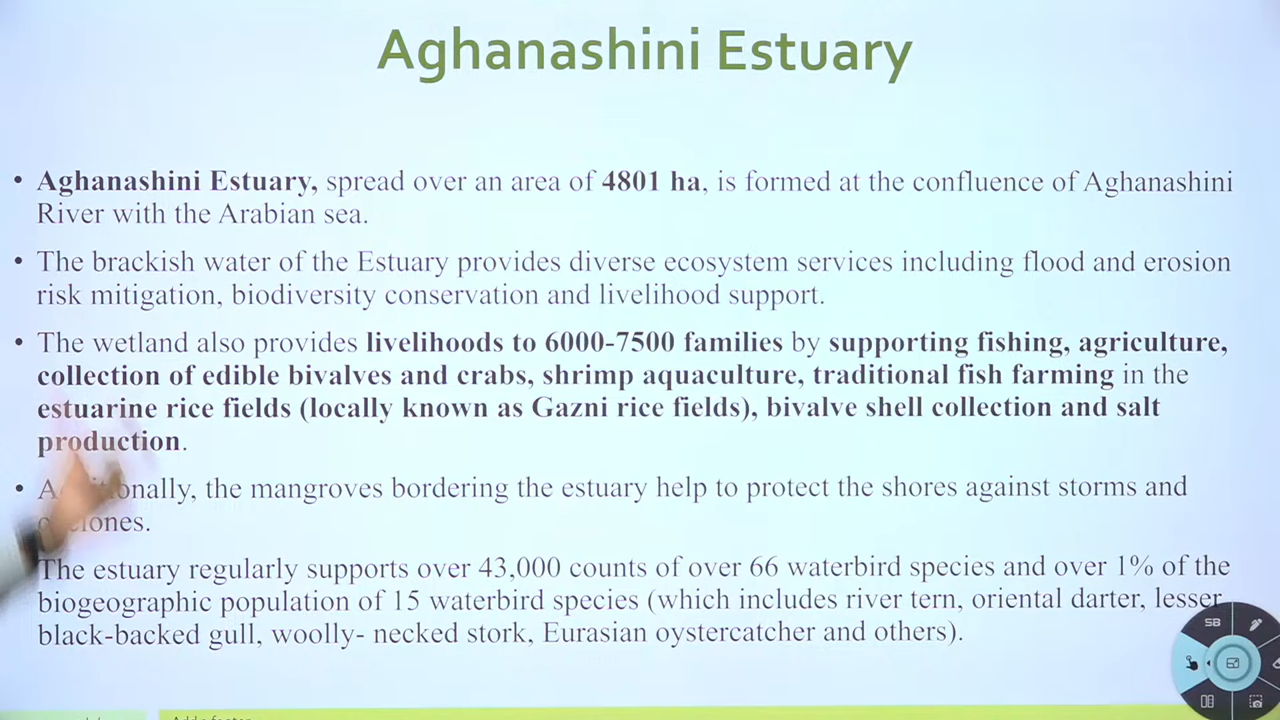 Aghanashini Estuary
• Aghanashini Estuary, spread over an area of 4801 ha, is formed at the confluence of Aghanashini
River with the Arabian sea.
• The brackish water of the Estuary provides diverse ecosystem services including flood and erosion
risk mitigation, biodiversity conservation and livelihood support.
• The wetland also provides livelihoods to 6000-7500 families by supporting fishing, agriculture,
collection of edible bivalves and crabs, shrimp aquaculture, traditional fish farming in the
estuarine rice fields (locally known as Gazni rice fields), bivalve shell collection and salt
production.
• Additionally, the mangroves bordering the estuary help to protect the shores against storms and
cyclones.
The estuary regularly supports over 43,000 counts of over 66 waterbird species and over 1% of the
biogeographic population of 15 waterbird species (which includes river tern, oriental darter, lesser
black-backed gull, woolly- necked stork, Eurasian oystercatcher and others).
SB